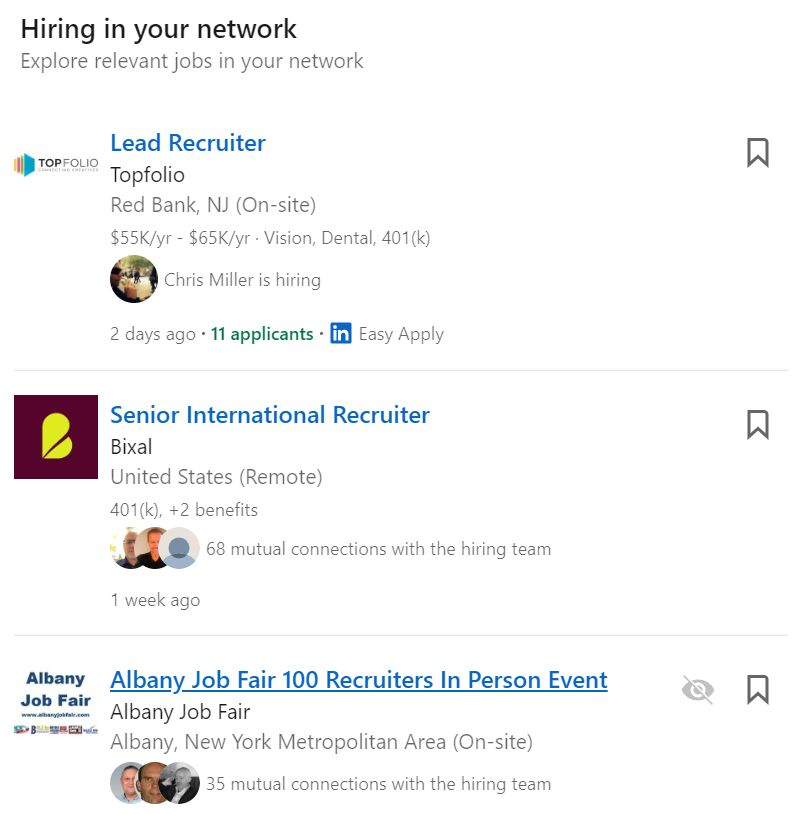 Hiring in your network
Explore relevant jobs in your network
TOPFOLIO
CONNECTING CREATIVES
Lead Recruiter
Topfolio
Red Bank, NJ (On-site)
$55K/yr - $65K/yr · Vision, Dental, 401(k)
Chris Miller is hiring
2 days ago · 11 applicants · in Easy Apply
Senior International Recruiter
Bixal
United States (Remote)
401(k), +2 benefits
68 mutual connections with the hiring team
1 week ago
Albany
Job Fair
www.albanyjobfair.com
Albany Job Fair 100 Recruiters In Person Event
Albany Job Fair
Albany, New York Metropolitan Area (On-site)
35 mutual connections with the hiring team